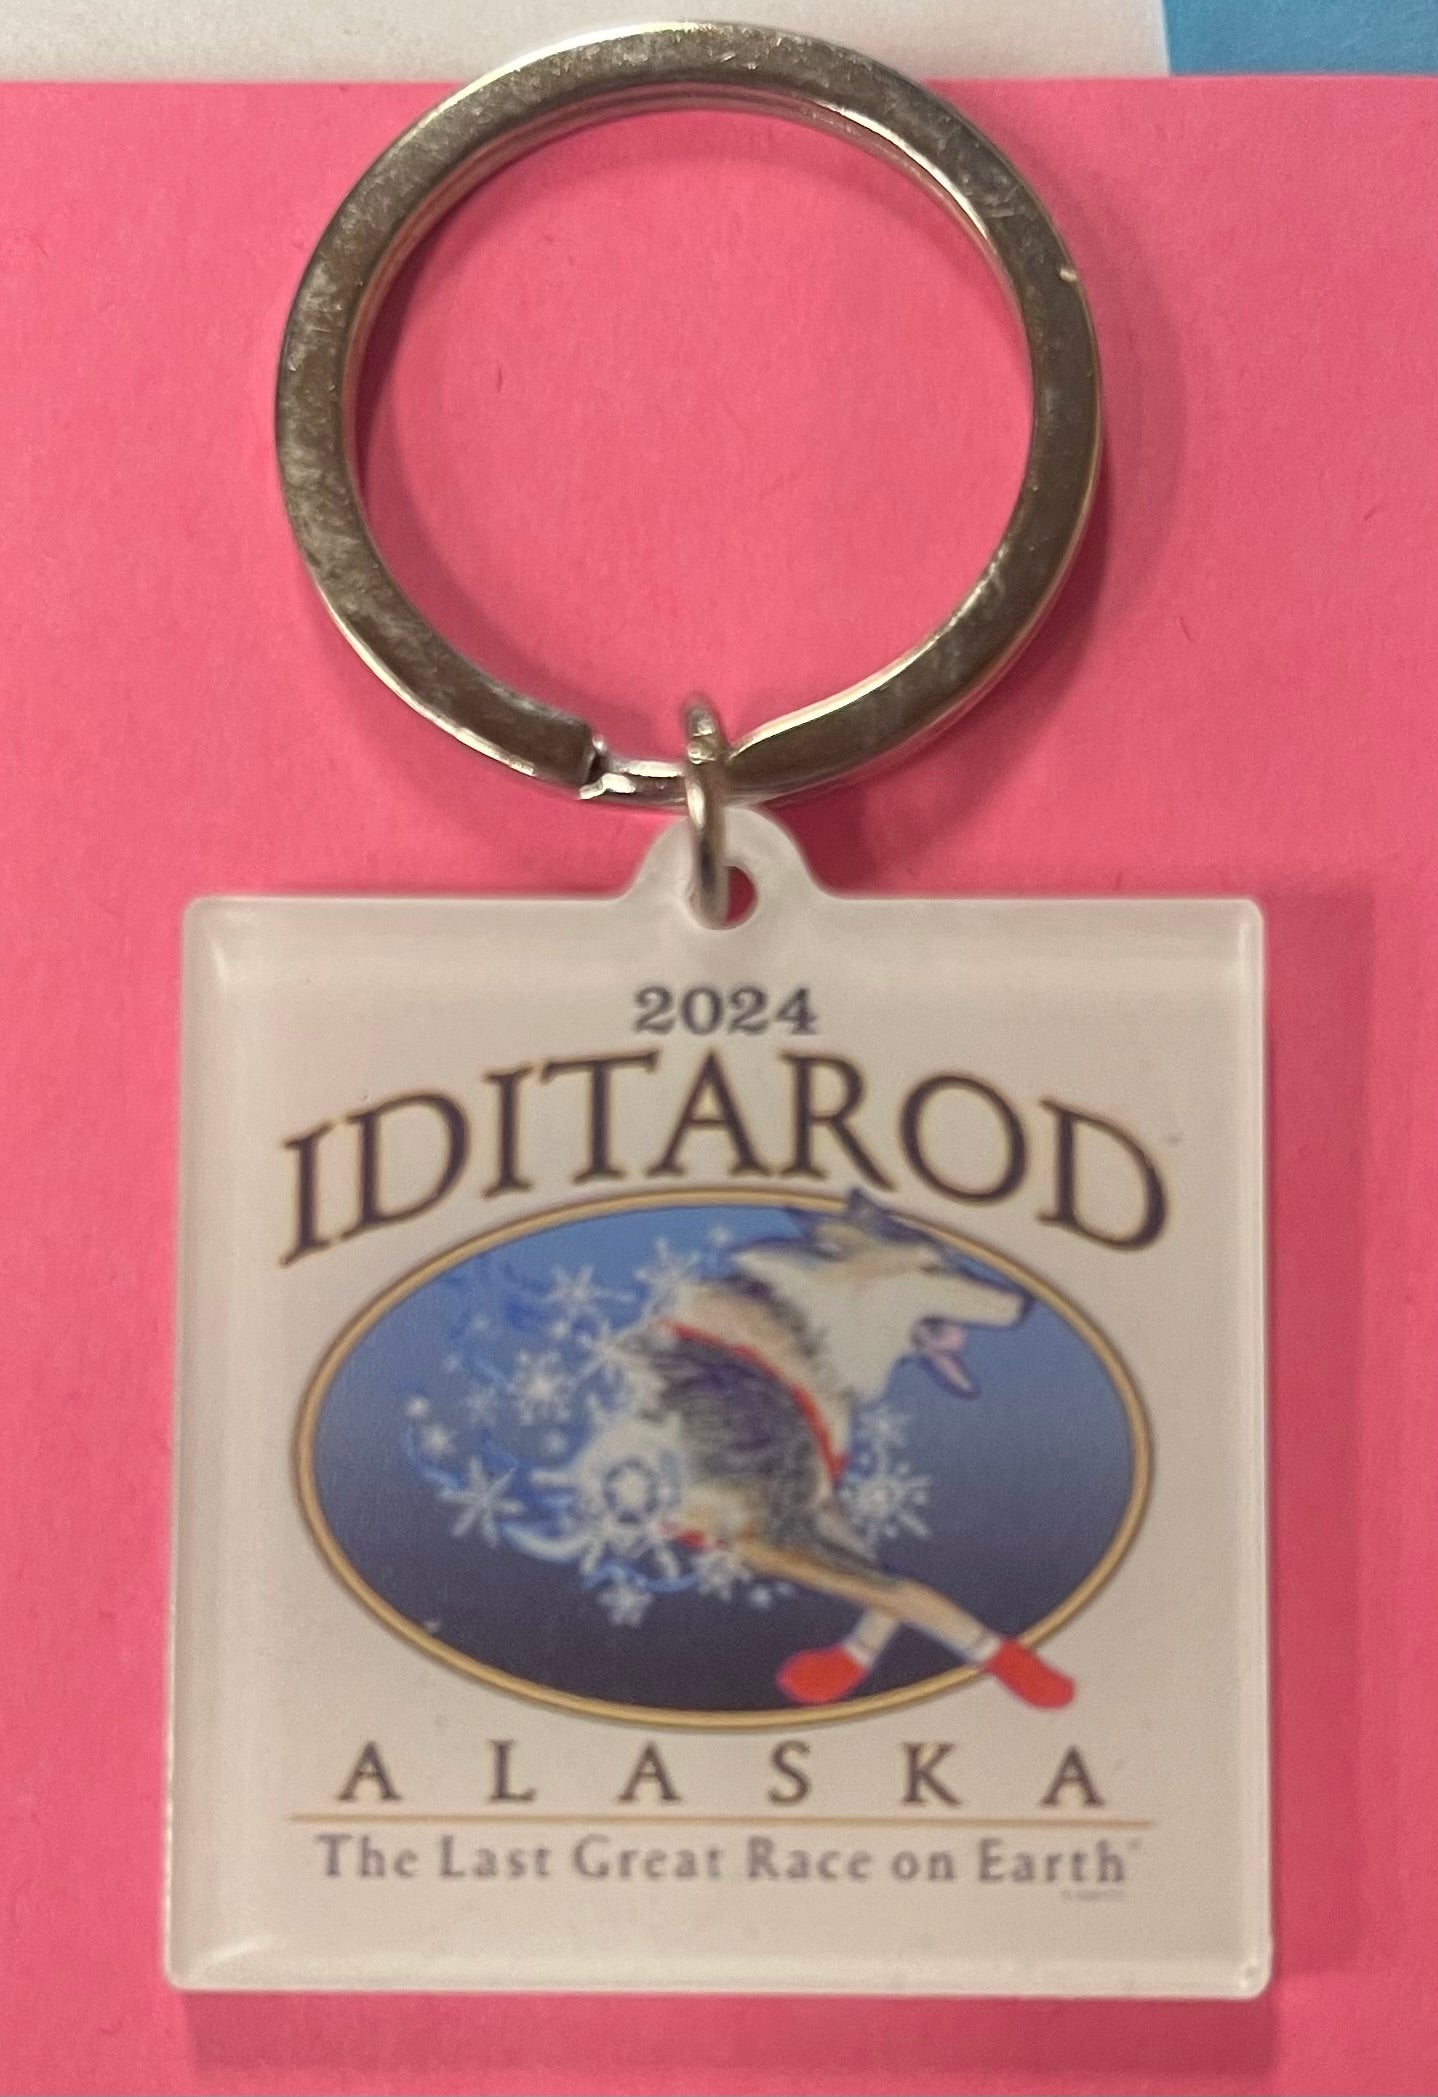 2024
IDITAROD
ALASKA
The Last Great Race on Earth®